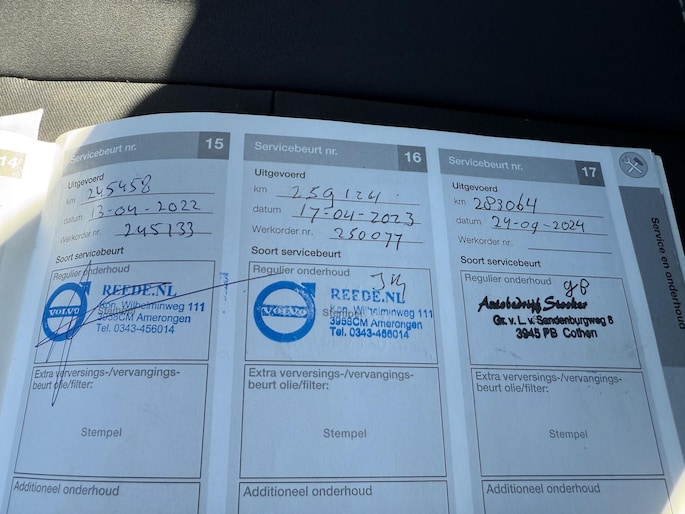 14
Servicebeurt nr. 15
Uitgevoerd
km 245458
datum 13-04-2022
Werkorder nr. 245133
Soort servicebeurt
Regulier onderhoud
VOLVO
REEDE.NL
Kon. Wilhelminweg 111
3958CM Amerongen
Tel. 0343-456014
Extra verversings-/vervangings-
beurt olie/filter:
Stempel
Additioneel onderhoud
Servicebeurt nr. 16
Uitgevoerd
km 259124
datum 17-04-2023
Werkorder nr. 250077
Soort servicebeurt
Regulier onderhoud
VOLVO
REEDE.NL
Kon. Wilhelminweg 111
Stempel
3958CM Amerongen
Tel. 0343-456014
Extra verversings-/vervangings-
beurt olie/filter:
Stempel
Additioneel onderhoud
Servicebeurt nr. 17
Uitgevoerd
km 283064
datum 24-09-2024
Werkorder nr.
Soort servicebeurt
Regulier onderhoud
Autobedrijf
Gr. v. L. v. Sandenburgweg 8
3945 PB Cothen
Extra verversings-/vervangings-
beurt olie/filter:
Stempel
Additioneel onderhoud
Service en onderhoud